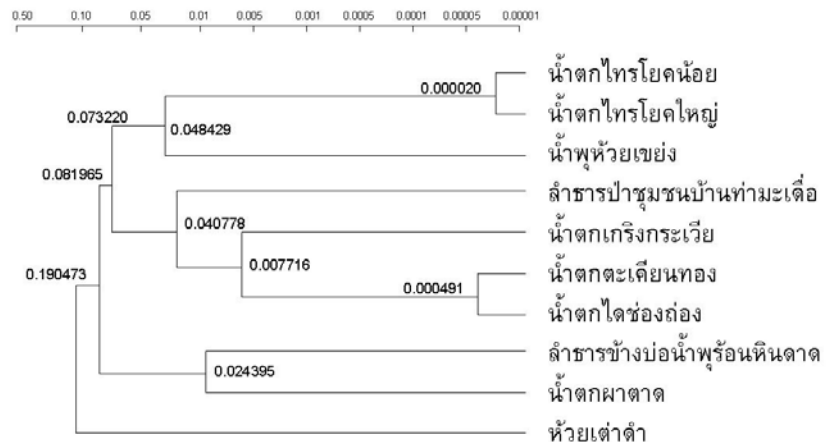 0.50 0.10 0.05 0.01 0.005 0.001 0.0005 0.0001 0.00005 0.00001
น้ำตกไทรโยคน้อย
0.000020
น้ำตกไทรโยคใหญ่
0.073220
0.048429
น้ำพุห้วยเขย่ง
0.081965
ลำธารป่าชุมชนบ้านท่ามะเดื่อ
0.040778
น้ำตกเกริงกระเวีย
0.007716
0.190473
น้ำตกตะเคียนทอง
0.000491
น้ำตกไดช่องถ่อง
ลำธารข้างบ่อน้ำพุร้อนหินดาด
0.024395
น้ำตกผาตาด
ห้วยเต่าดำ